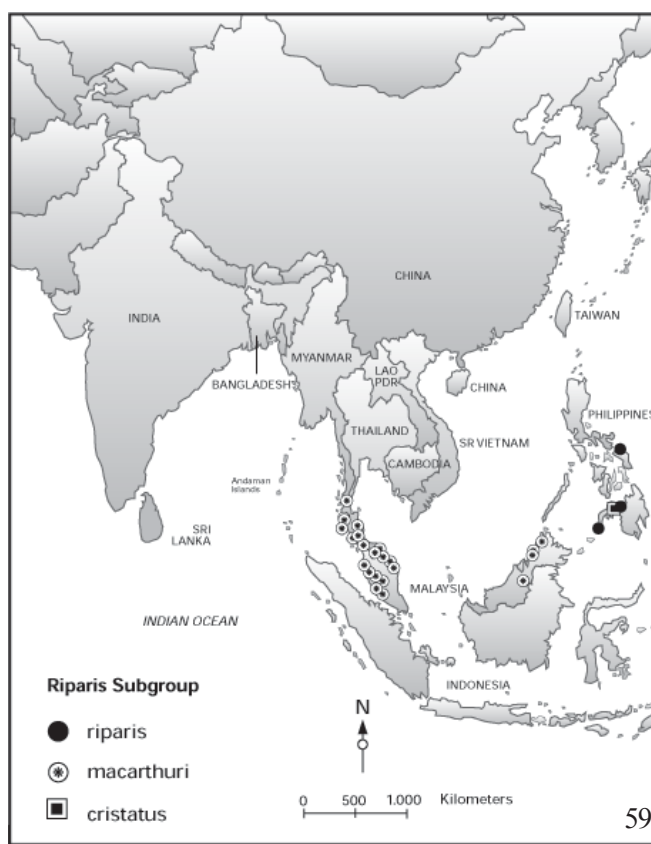 CHINA
TAIWAN
INDIA
MYANMAR
LAO
PDR
CHINA
BANGLADESH
PHILIPPINES
THAILAND
SR VIETNAM
CAMBODIA
Andaman
Islands
SRI
LANKA
MALAYSIA
INDIAN OCEAN
INDONESIA
Riparis Subgroup
N
riparis
macarthuri
cristatus
0 500 1.000 Kilometers
59